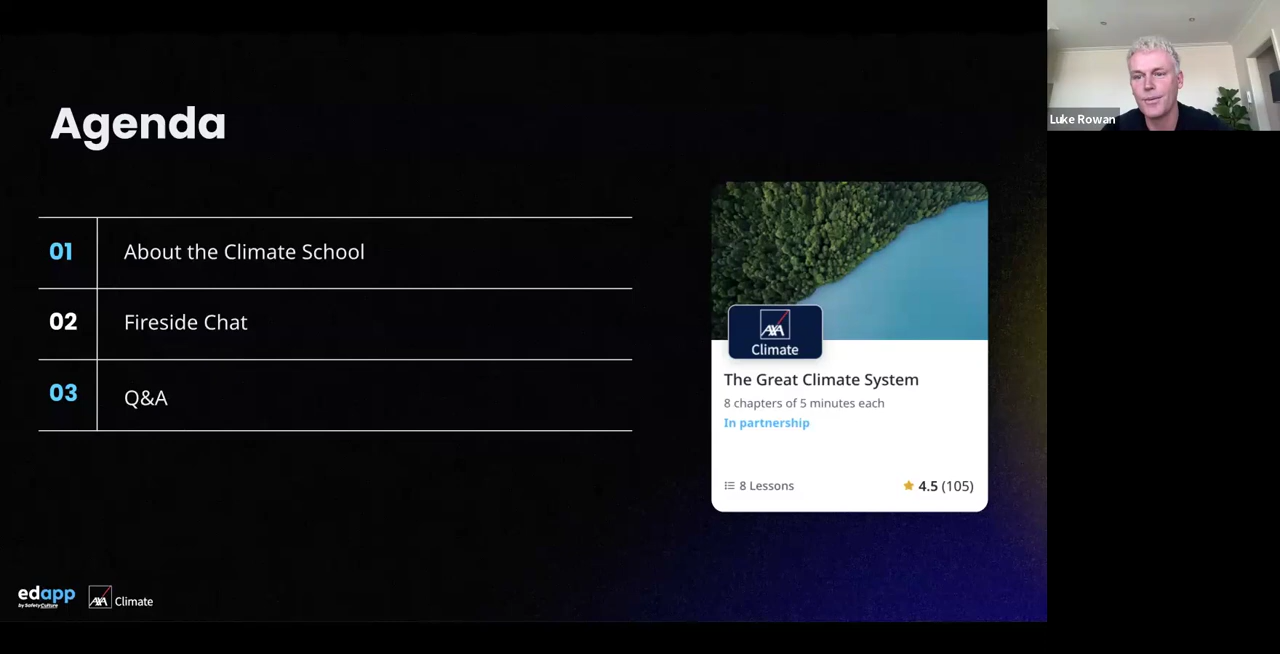 Agenda
01
About the Climate School
02
Fireside Chat
03
Q&A
AXA
Climate
The Great Climate System
8 chapters of 5 minutes each
In partnership
8 Lessons
4.5 (105)
edapp
by SafetyCulture
AXA
Climate
Luke Rowan